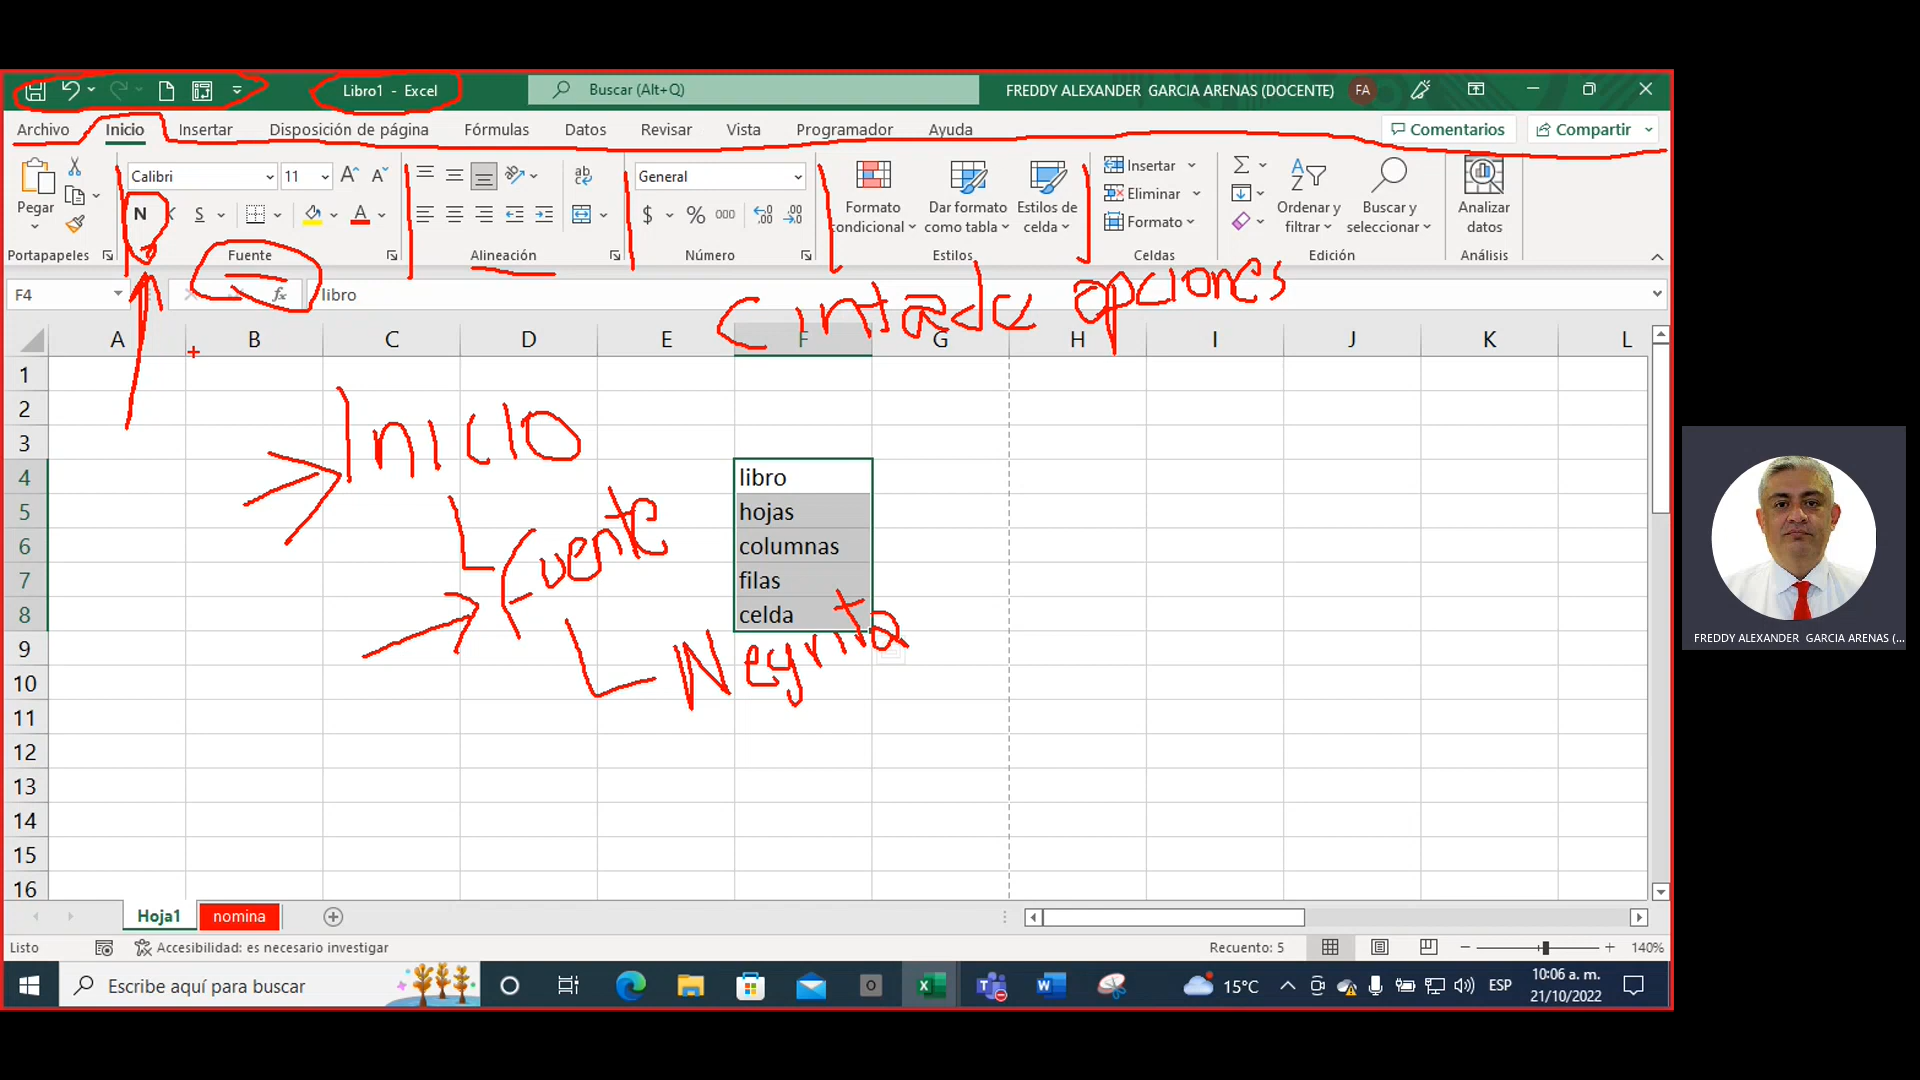 Libro1 - Excel
Buscar (Alt+Q)
FREDDY ALEXANDER GARCIA ARENAS (DOCENTE)
FA
Archivo Inicio Insertar Disposición de página Fórmulas Datos Revisar Vista Programador Ayuda
Comentarios Compartir
Pegar
Calibri 11
N K S
ab
General
$ % 000
Formato
condicional
Dar formato
como tabla
Estilos de
celda
Insertar
Eliminar
Formato
Ordenar y
filtrar
Buscar y
seleccionar
Analizar
datos
Portapapeles Fuente Alineación Número Estilos Celdas Edición Análisis
F4 fx libro
Cinta de opciones
A B C D E F G H I J K L
1
2
3
4 libro
5 hojas
6 columnas
7 filas
8 celda
9
10
11
12
13
14
15
16
Inicio
Fuente
Negrita
FREDDY ALEXANDER GARCIA ARENAS (...
Hoja1 nomina
Listo Accesibilidad: es necesario investigar Recuento: 5 140%
Escribe aquí para buscar
15°C ESP 10:06 a. m.
21/10/2022